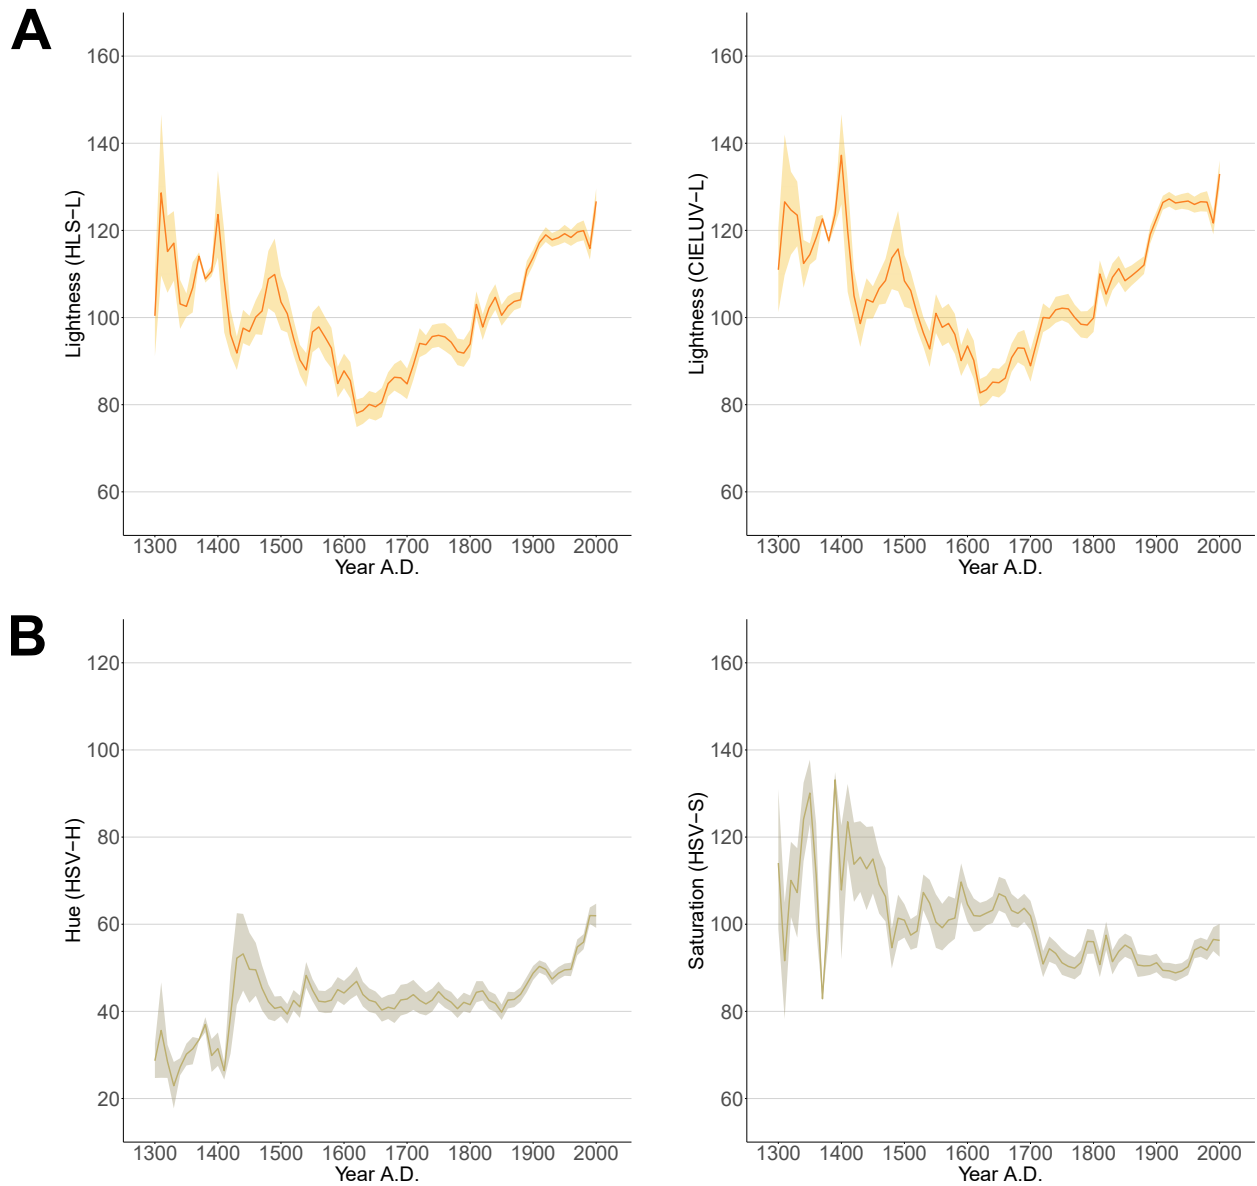 A
Lightness (HLS−L)
160
140
120
100
80
60
1300 1400 1500 1600 1700 1800 1900 2000
Year A.D.
Lightness (CIELUV−L)
160
140
120
100
80
60
1300 1400 1500 1600 1700 1800 1900 2000
Year A.D.
B
Hue (HSV−H)
120
100
80
60
40
20
1300 1400 1500 1600 1700 1800 1900 2000
Year A.D.
Saturation (HSV−S)
160
140
120
100
80
60
1300 1400 1500 1600 1700 1800 1900 2000
Year A.D.